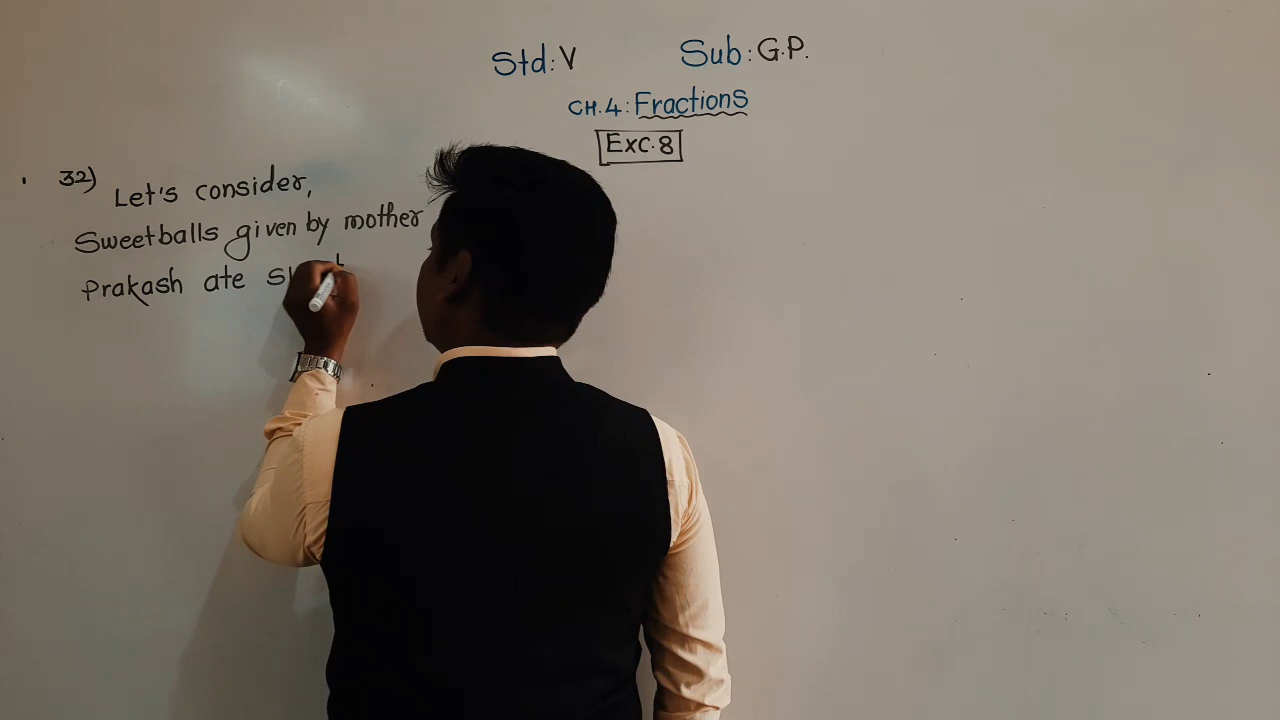 Std: V Sub: G.P.
CH.4: Fractions
Exc. 8
32) Let's consider,
Sweetballs given by mother
Prakash ate